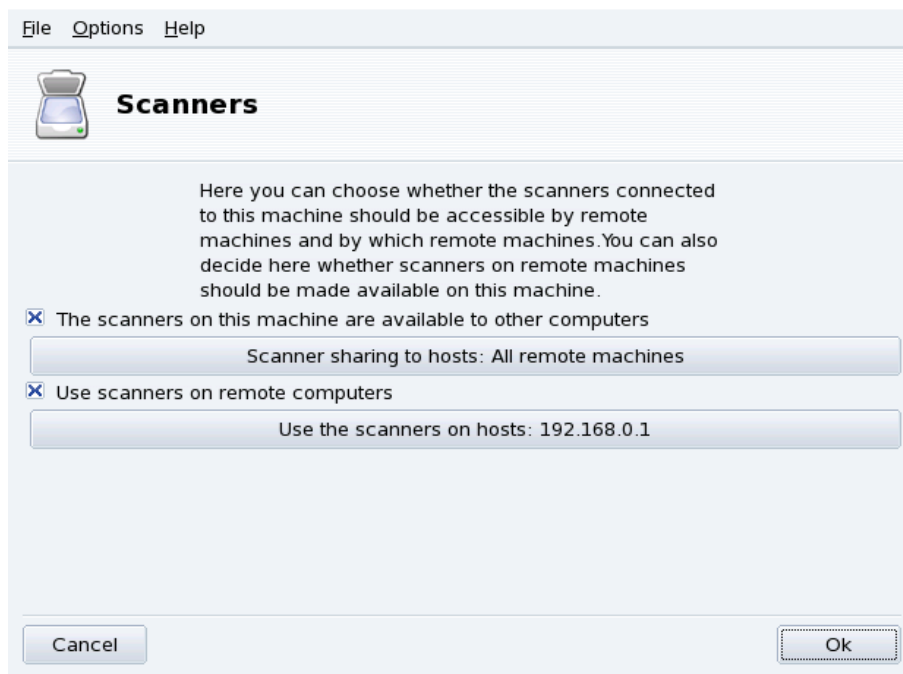 File Options Help
Scanners
Here you can choose whether the scanners connected
to this machine should be accessible by remote
machines and by which remote machines.You can also
decide here whether scanners on remote machines
should be made available on this machine.
The scanners on this machine are available to other computers
Scanner sharing to hosts: All remote machines
Use scanners on remote computers
Use the scanners on hosts: 192.168.0.1
Cancel Ok